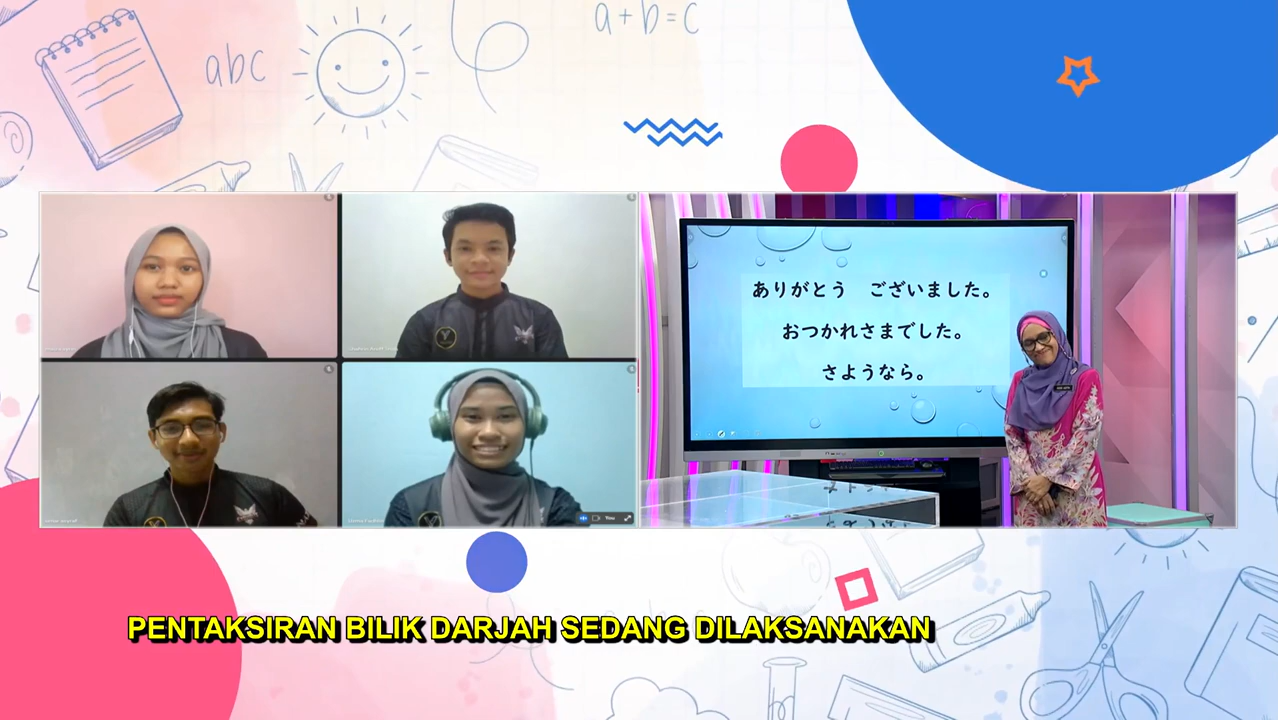 abc
a+b=c
ありがとう　ございました。
おつかれさまでした。
さようなら。
You
PENTAKSIRAN BILIK DARJAH SEDANG DILAKSANAKAN